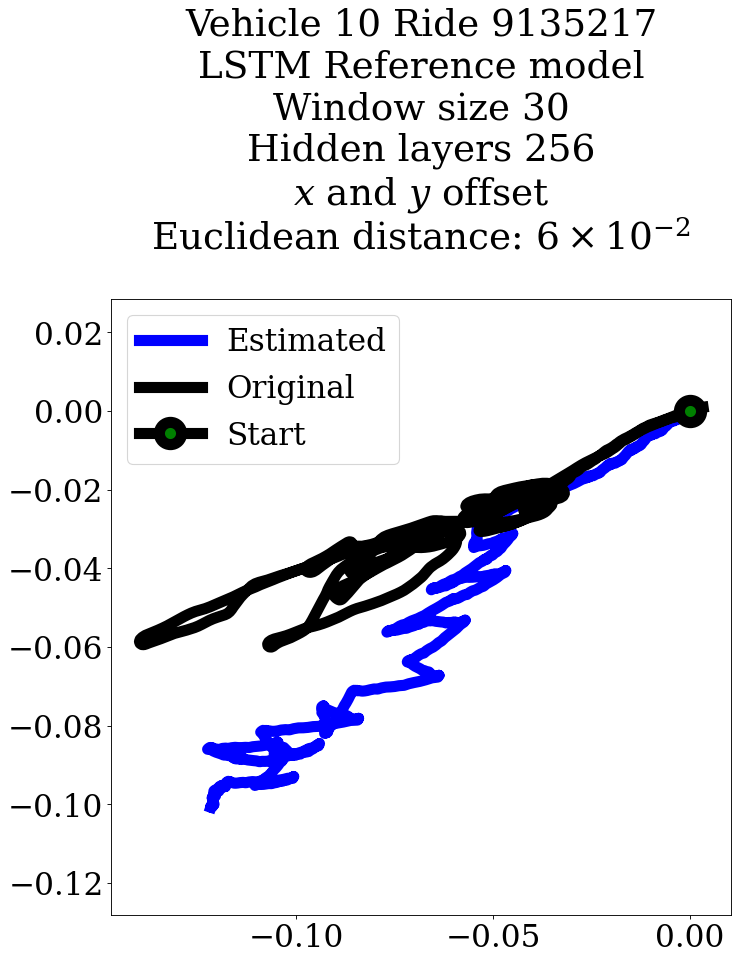 Vehicle 10 Ride 9135217
LSTM Reference model
Window size 30
Hidden layers 256
x and y offset
Euclidean distance: 6 × 10⁻²
Estimated
Original
Start
0.02
0.00
−0.02
−0.04
−0.06
−0.08
−0.10
−0.12
−0.10 −0.05 0.00